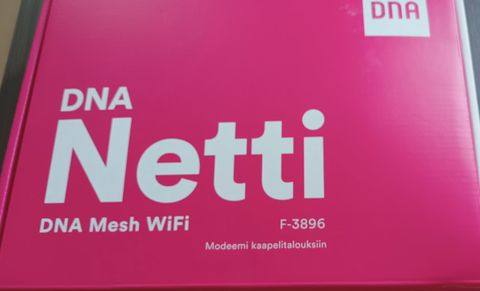 DNA
DNA
Netti
DNA Mesh WiFi
F-3896
Modeemi kaapelitalouksiin